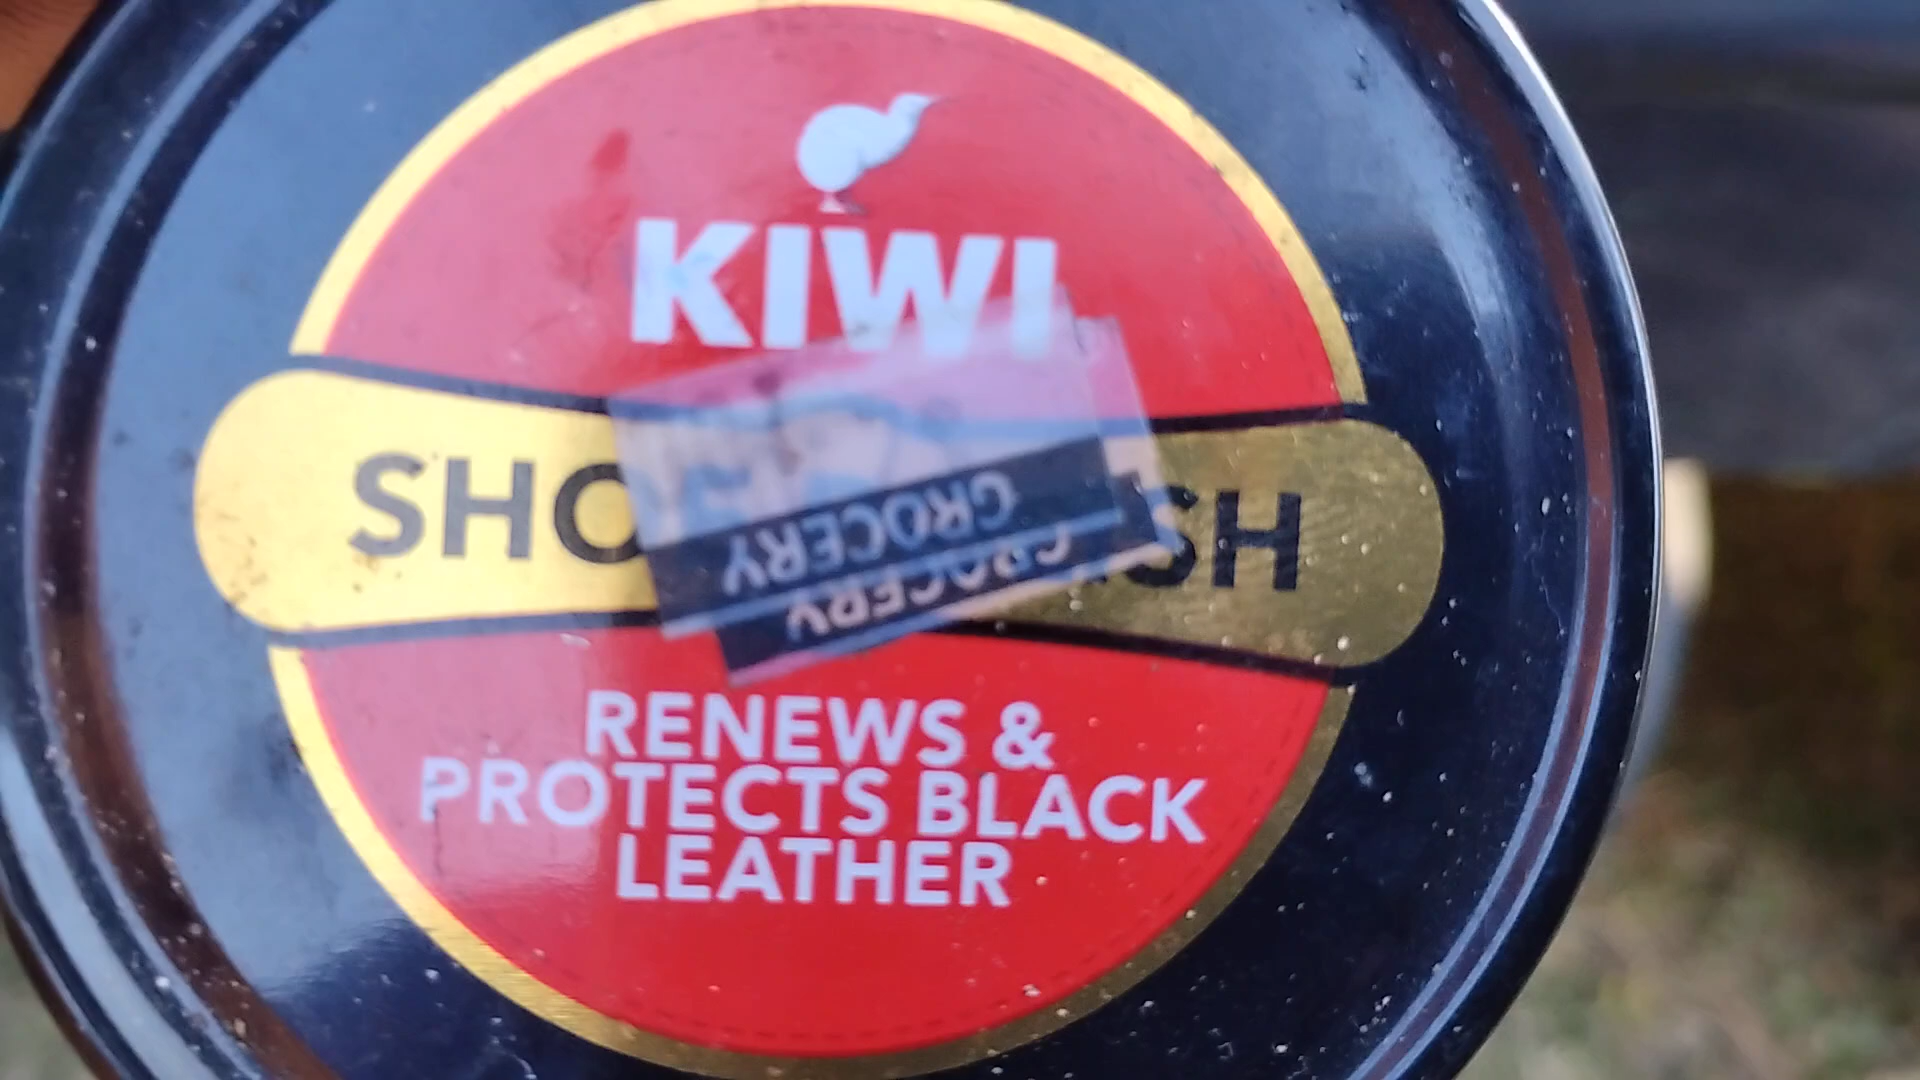 KIWI
SHO SH
GROCERY
GROCERY
RENEWS &
PROTECTS BLACK
LEATHER